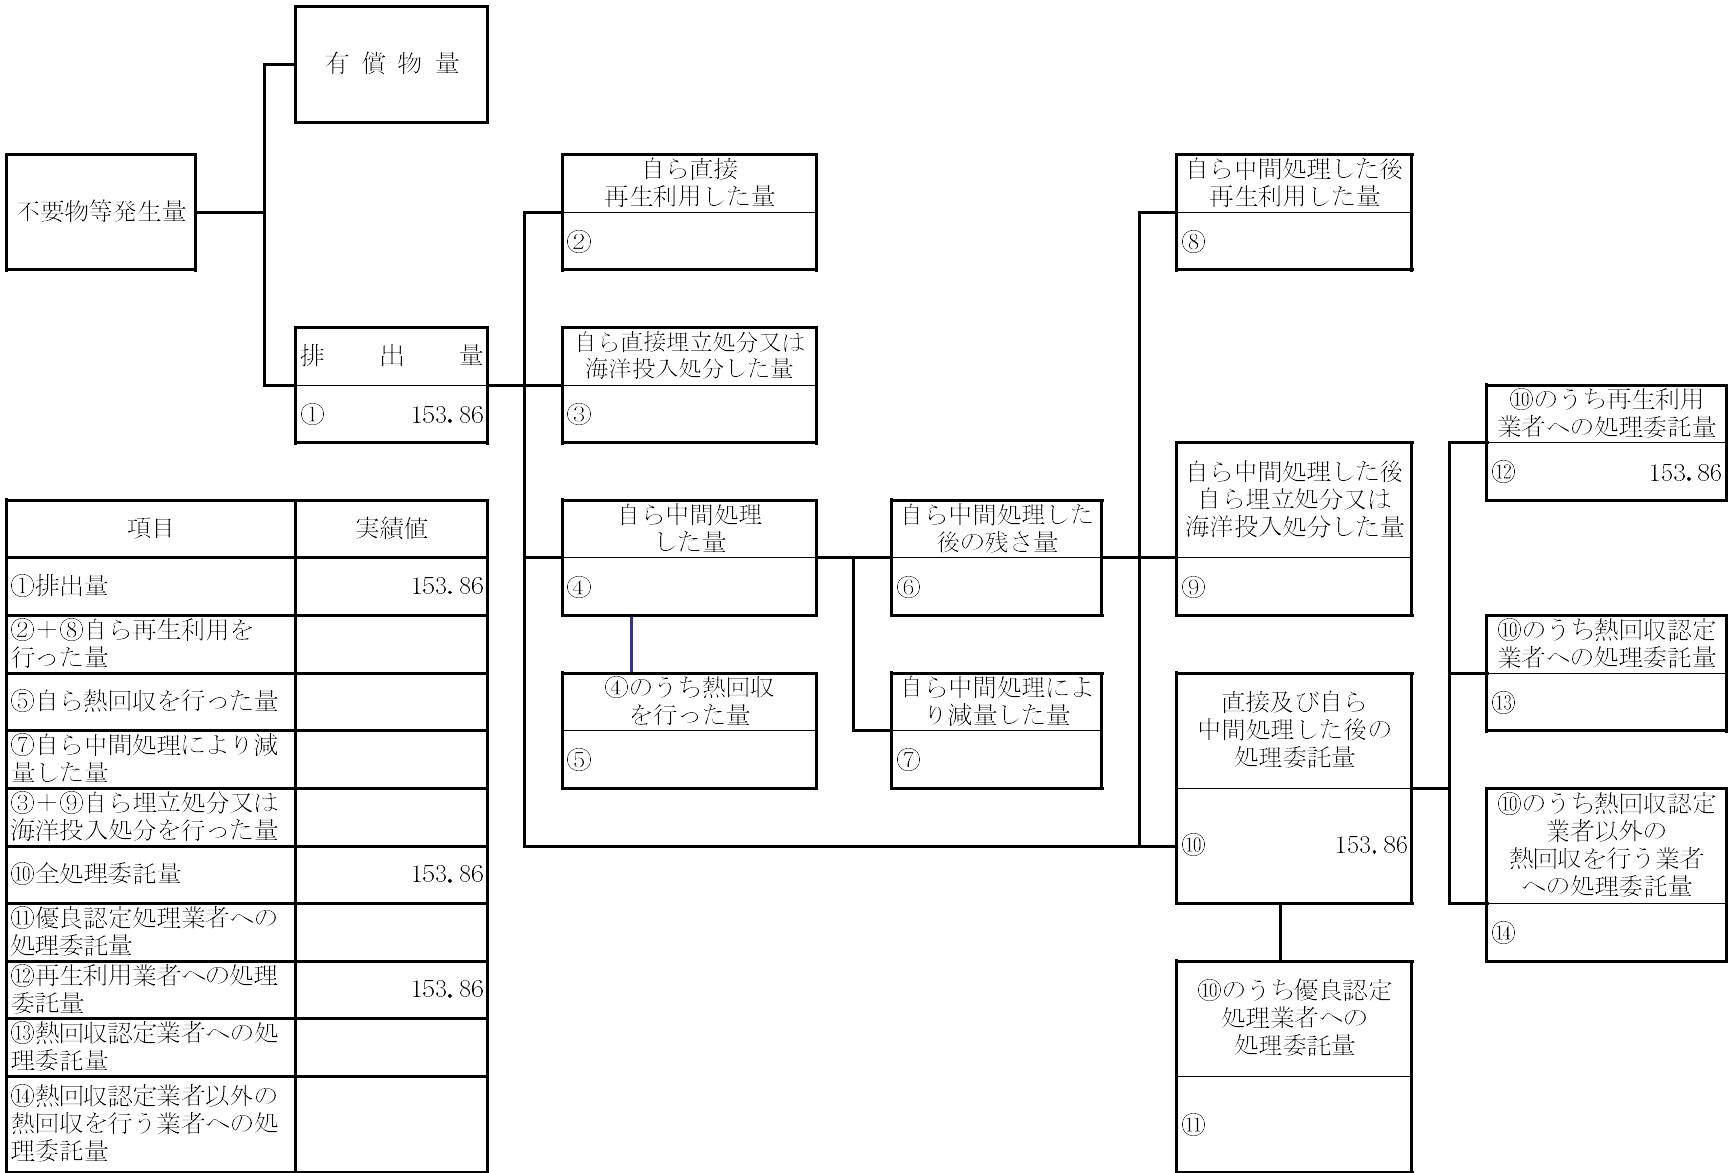 有償物量
不要物等発生量
自ら直接
再生利用した量
②
自ら中間処理した後
再生利用した量
⑧
排出量
①　153.86
自ら直接埋立処分又は
海洋投入処分した量
③
⑩のうち再生利用
業者への処理委託量
⑫　153.86
自ら中間処理
した量
④
自ら中間処理した
後の残さ量
⑥
自ら中間処理した後
自ら埋立処分又は
海洋投入処分した量
⑨
④のうち熱回収
を行った量
⑤
自ら中間処理によ
り減量した量
⑦
直接及び自ら
中間処理した後の
処理委託量
⑩　153.86
⑩のうち熱回収認定
業者への処理委託量
⑬
⑩のうち熱回収認定
業者以外の
熱回収を行う業者
への処理委託量
⑭
⑩のうち優良認定
処理業者への
処理委託量
⑪
項目　実績値
①排出量　153.86
②＋⑧自ら再生利用を
行った量
⑤自ら熱回収を行った量
⑦自ら中間処理により減
量した量
③＋⑨自ら埋立処分又は
海洋投入処分を行った量
⑩全処理委託量　153.86
⑪優良認定処理業者への
処理委託量
⑫再生利用業者への処理
委託量　153.86
⑬熱回収認定業者への処
理委託量
⑭熱回収認定業者以外の
熱回収を行う業者への処
理委託量